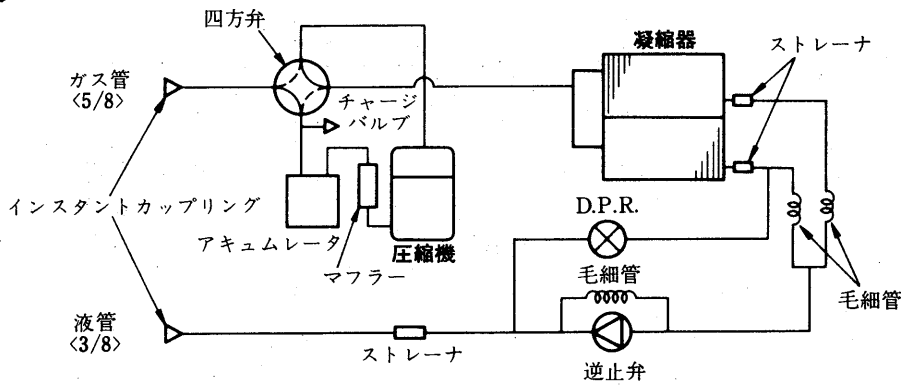 四方弁
凝縮器
ストレーナ
ガス管
<5/8>
チャージ
バルブ
インスタントカップリング
アキュムレータ
マフラー
圧縮機
D.P.R.
毛細管
毛細管
液管
<3/8>
ストレーナ
逆止弁